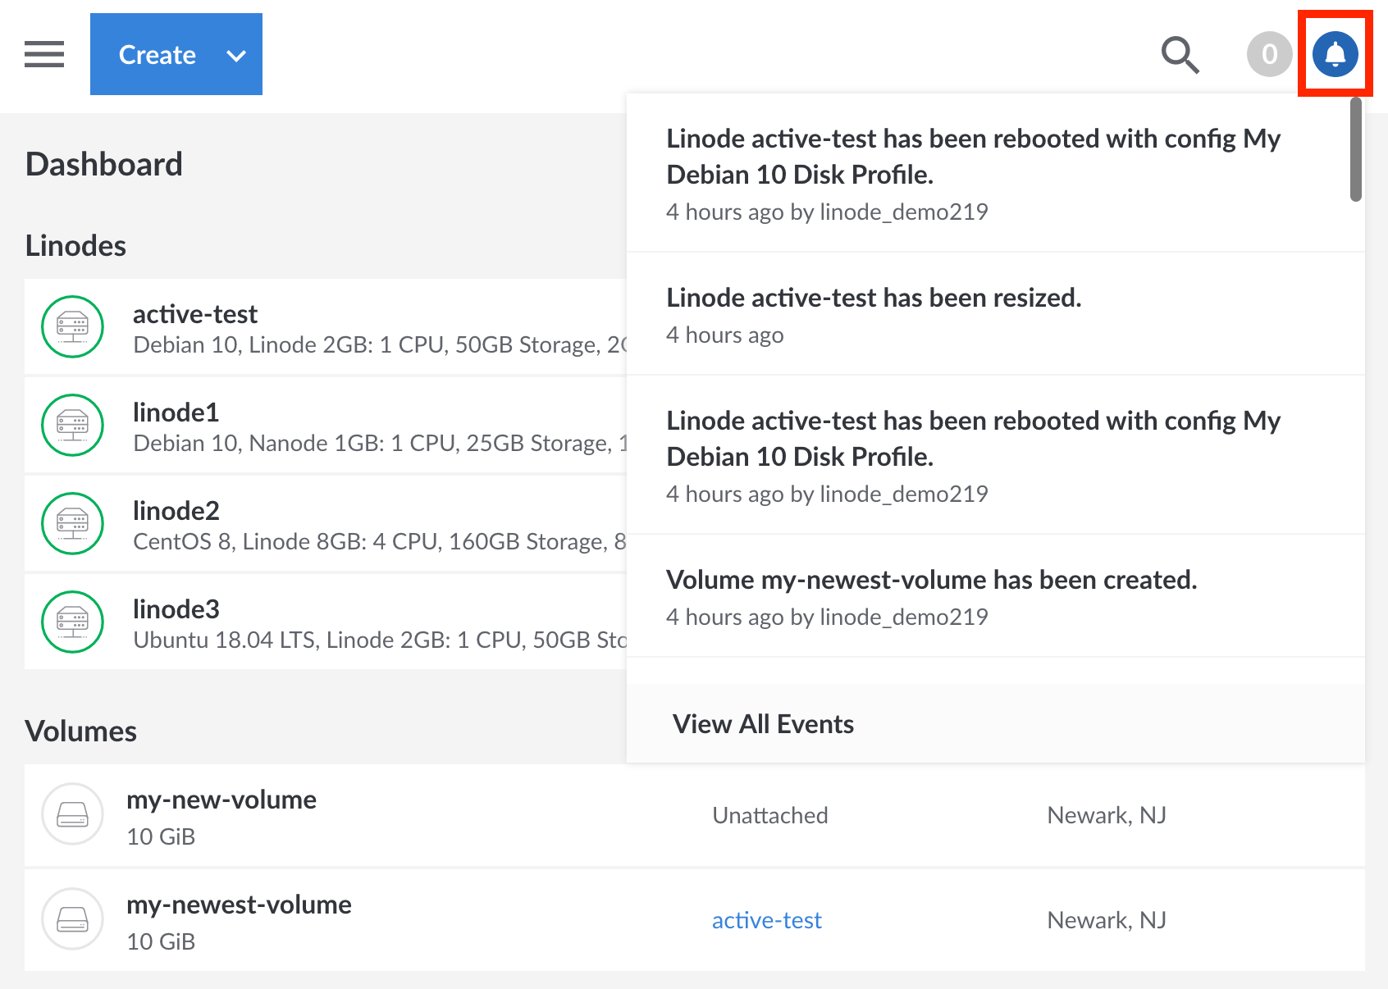 Create
0
Linode active-test has been rebooted with config My
Debian 10 Disk Profile.
4 hours ago by linode_demo219
Linode active-test has been resized.
4 hours ago
Linode active-test has been rebooted with config My
Debian 10 Disk Profile.
4 hours ago by linode_demo219
Volume my-newest-volume has been created.
4 hours ago by linode_demo219
View All Events
Dashboard
Linodes
active-test
Debian 10, Linode 2GB: 1 CPU, 50GB Storage,
linode1
Debian 10, Nanode 1GB: 1 CPU, 25GB Storage, 1
linode2
CentOS 8, Linode 8GB: 4 CPU, 160GB Storage, 8
linode3
Ubuntu 18.04 LTS, Linode 2GB: 1 CPU, 50GB
Volumes
my-new-volume
10 GiB
Unattached
Newark, NJ
my-newest-volume
10 GiB
active-test
Newark, NJ